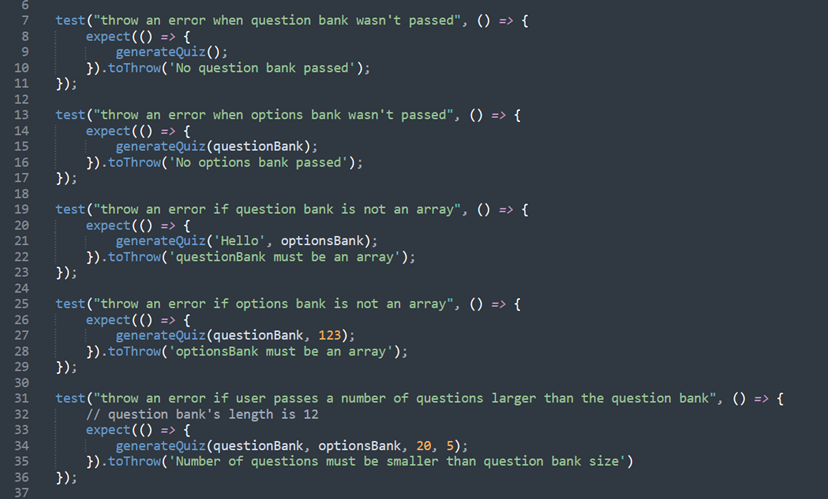 6
7 test("throw an error when question bank wasn't passed", () => {
8 expect(() => {
9 generateQuiz();
10 }).toThrow('No question bank passed');
11 });
12
13 test("throw an error when options bank wasn't passed", () => {
14 expect(() => {
15 generateQuiz(questionBank);
16 }).toThrow('No options bank passed');
17 });
18
19 test("throw an error if question bank is not an array", () => {
20 expect(() => {
21 generateQuiz('Hello', optionsBank);
22 }).toThrow('questionBank must be an array');
23 });
24
25 test("throw an error if options bank is not an array", () => {
26 expect(() => {
27 generateQuiz(questionBank, 123);
28 }).toThrow('optionsBank must be an array');
29 });
30
31 test("throw an error if user passes a number of questions larger than the question bank", () => {
32 // question bank's length is 12
33 expect(() => {
34 generateQuiz(questionBank, optionsBank, 20, 5);
35 }).toThrow('Number of questions must be smaller than question bank size')
36 });
37